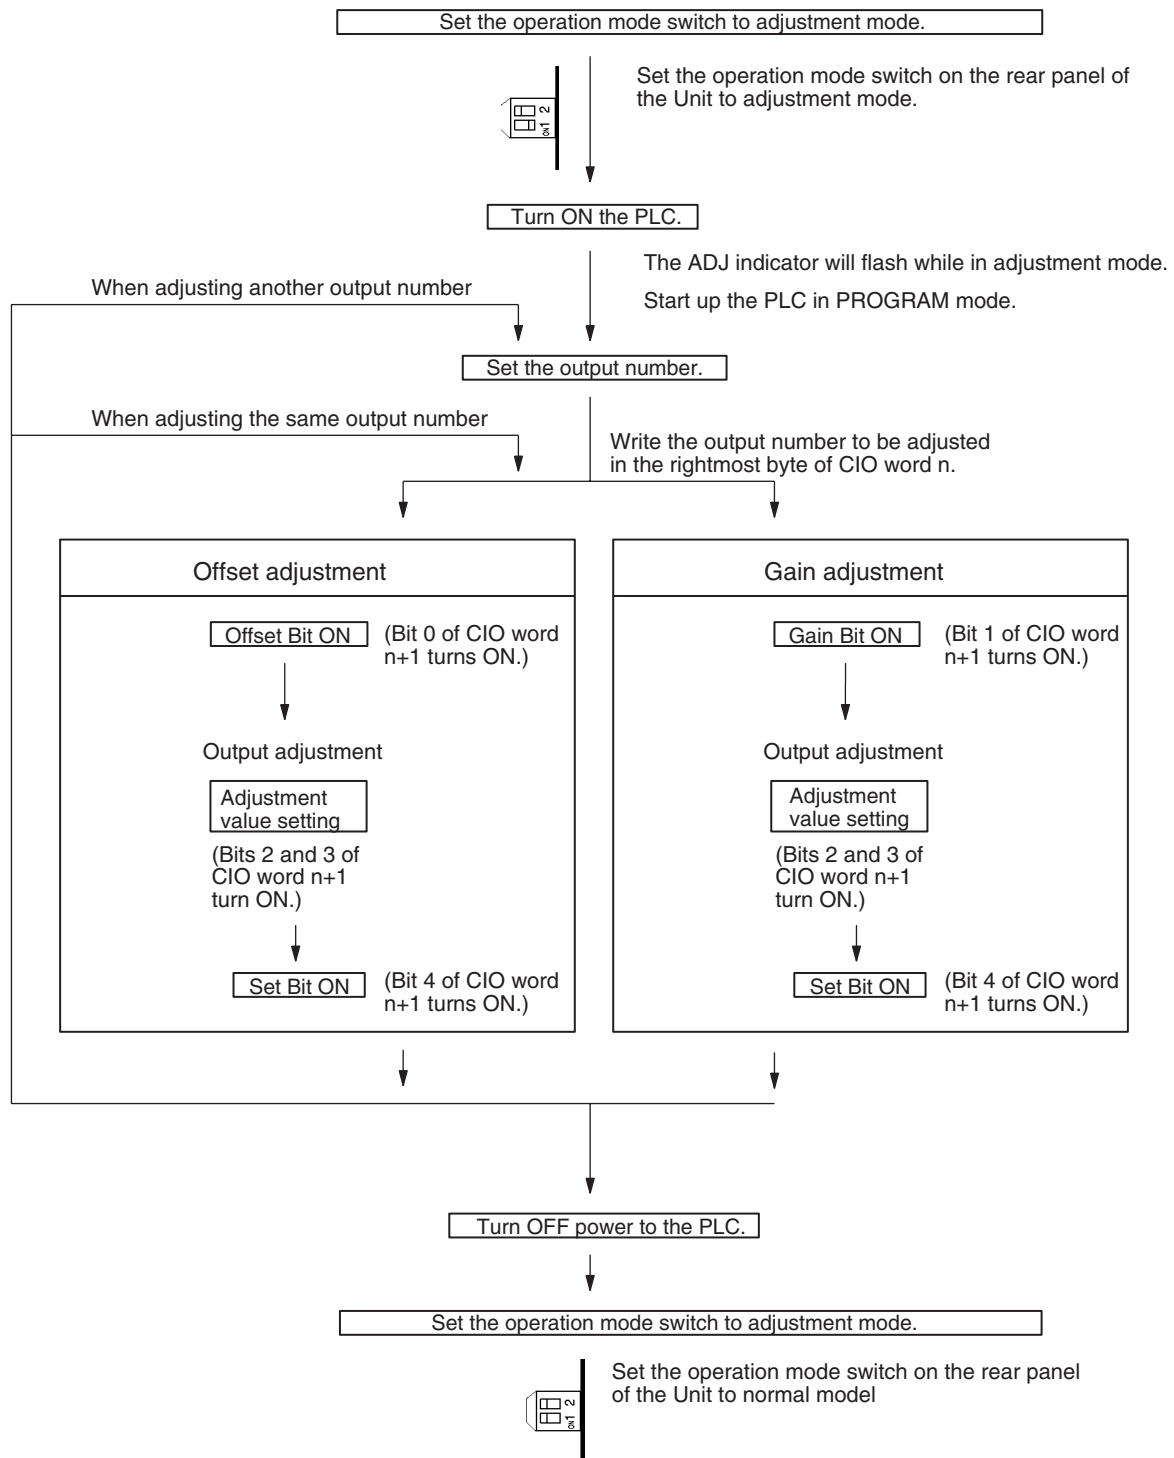 Set the operation mode switch to adjustment mode.
Set the operation mode switch on the rear panel of
the Unit to adjustment mode.
ON 1 2
Turn ON the PLC.
The ADJ indicator will flash while in adjustment mode.
When adjusting another output number
Start up the PLC in PROGRAM mode.
Set the output number.
When adjusting the same output number
Write the output number to be adjusted
in the rightmost byte of CIO word n.
Offset adjustment
Offset Bit ON
(Bit 0 of CIO word
n+1 turns ON.)
Output adjustment
Adjustment
value setting
(Bits 2 and 3 of
CIO word n+1
turn ON.)
Set Bit ON
(Bit 4 of CIO word
n+1 turns ON.)
Gain adjustment
Gain Bit ON
(Bit 1 of CIO word
n+1 turns ON.)
Output adjustment
Adjustment
value setting
(Bits 2 and 3 of
CIO word n+1
turn ON.)
Set Bit ON
(Bit 4 of CIO word
n+1 turns ON.)
Turn OFF power to the PLC.
Set the operation mode switch to adjustment mode.
Set the operation mode switch on the rear panel
of the Unit to normal model
ON 1 2